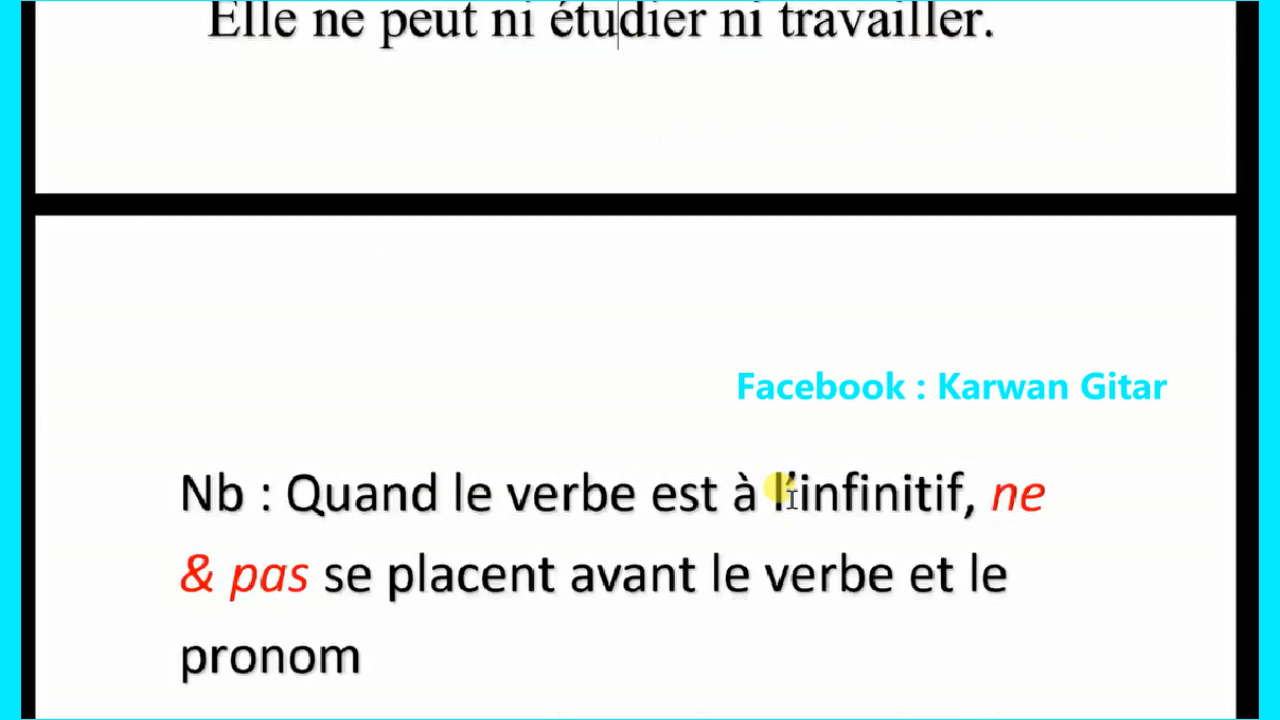 Elle ne peut ni étudier ni travailler.
Facebook : Karwan Gitar
Nb : Quand le verbe est à l'infinitif, ne
& pas se placent avant le verbe et le
pronom